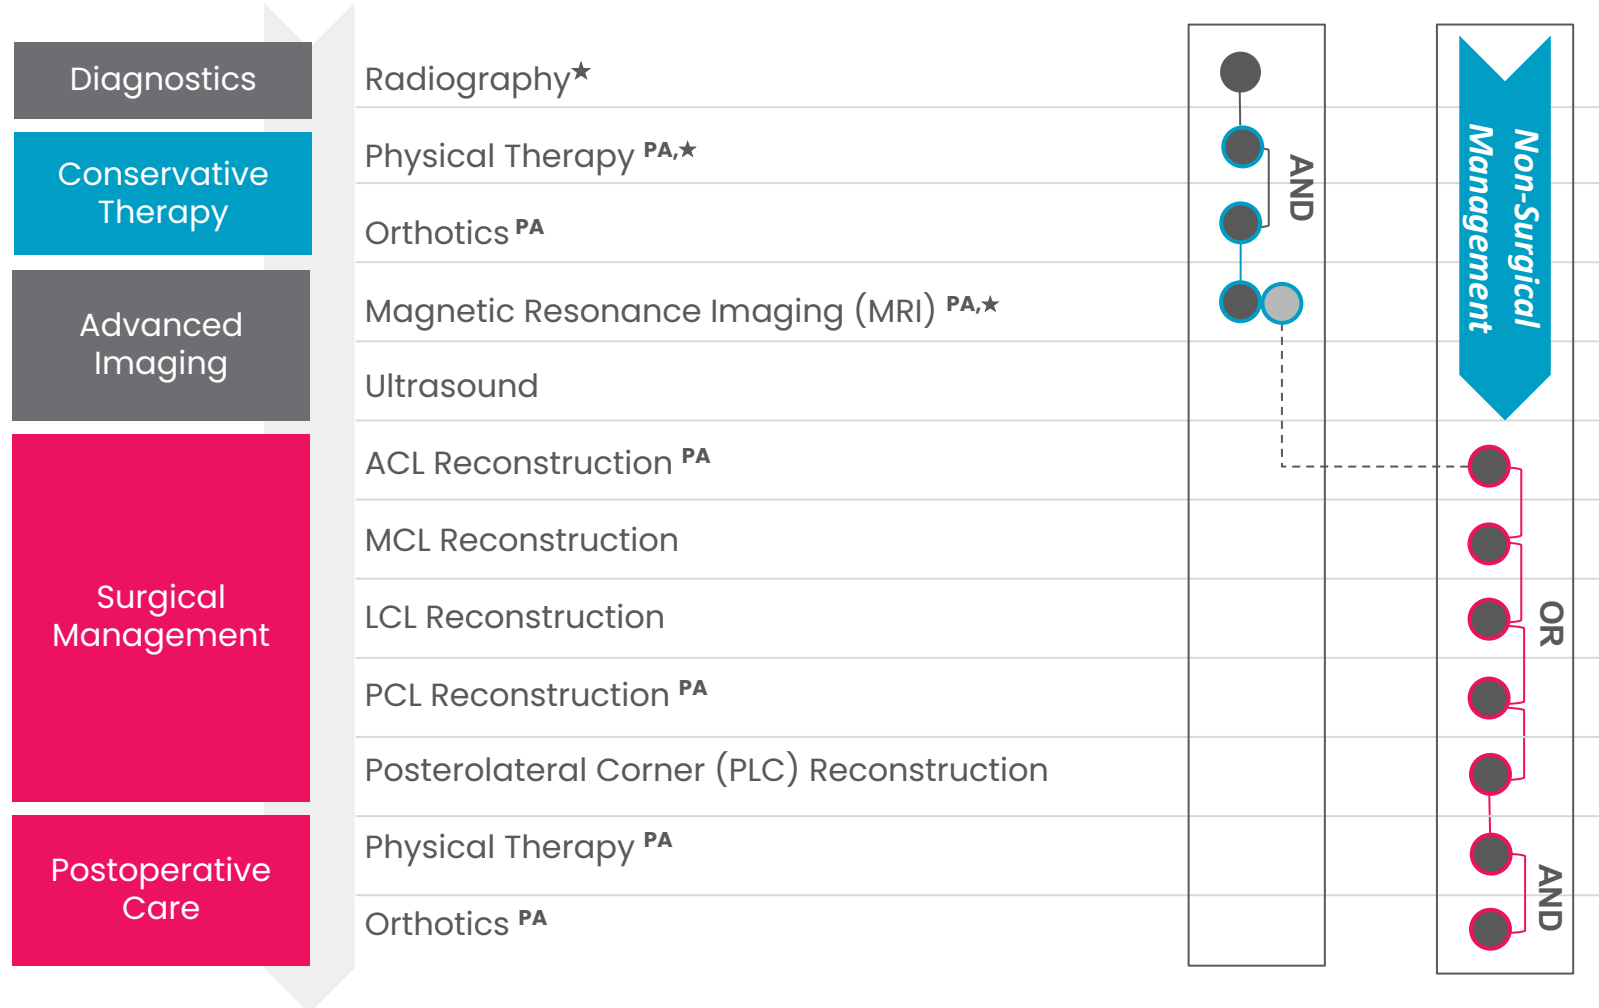 Diagnostics
Radiography★
Conservative
Therapy
Physical Therapy PA,★
Orthotics PA
Advanced
Imaging
Magnetic Resonance Imaging (MRI) PA,★
Ultrasound
Surgical
Management
ACL Reconstruction PA
MCL Reconstruction
LCL Reconstruction
PCL Reconstruction PA
Posterolateral Corner (PLC) Reconstruction
Postoperative
Care
Physical Therapy PA
Orthotics PA
AND
Non-Surgical
Management
OR
AND